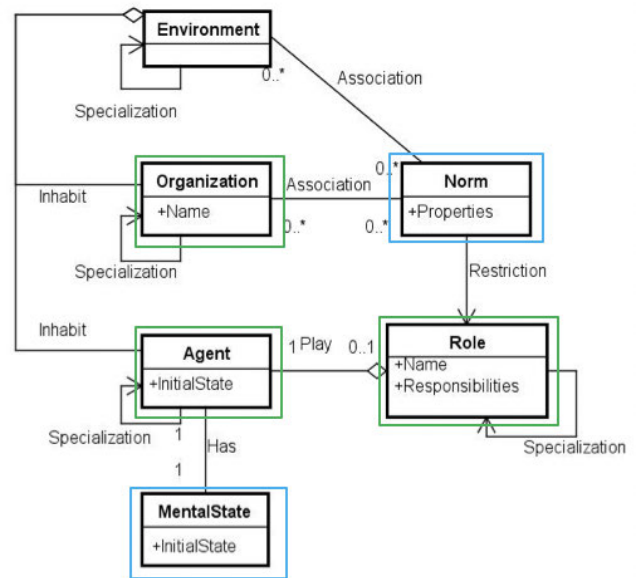 Environment
0..*
Association
Specialization
Organization
+Name
Inhabit
Association
0..*
0..*
0..*
Norm
+Properties
Specialization
Restriction
Inhabit
Agent
+InitialState
1 Play 0..1
Role
+Name
+Responsibilities
Specialization
1
Has
Specialization
1
MentalState
+InitialState